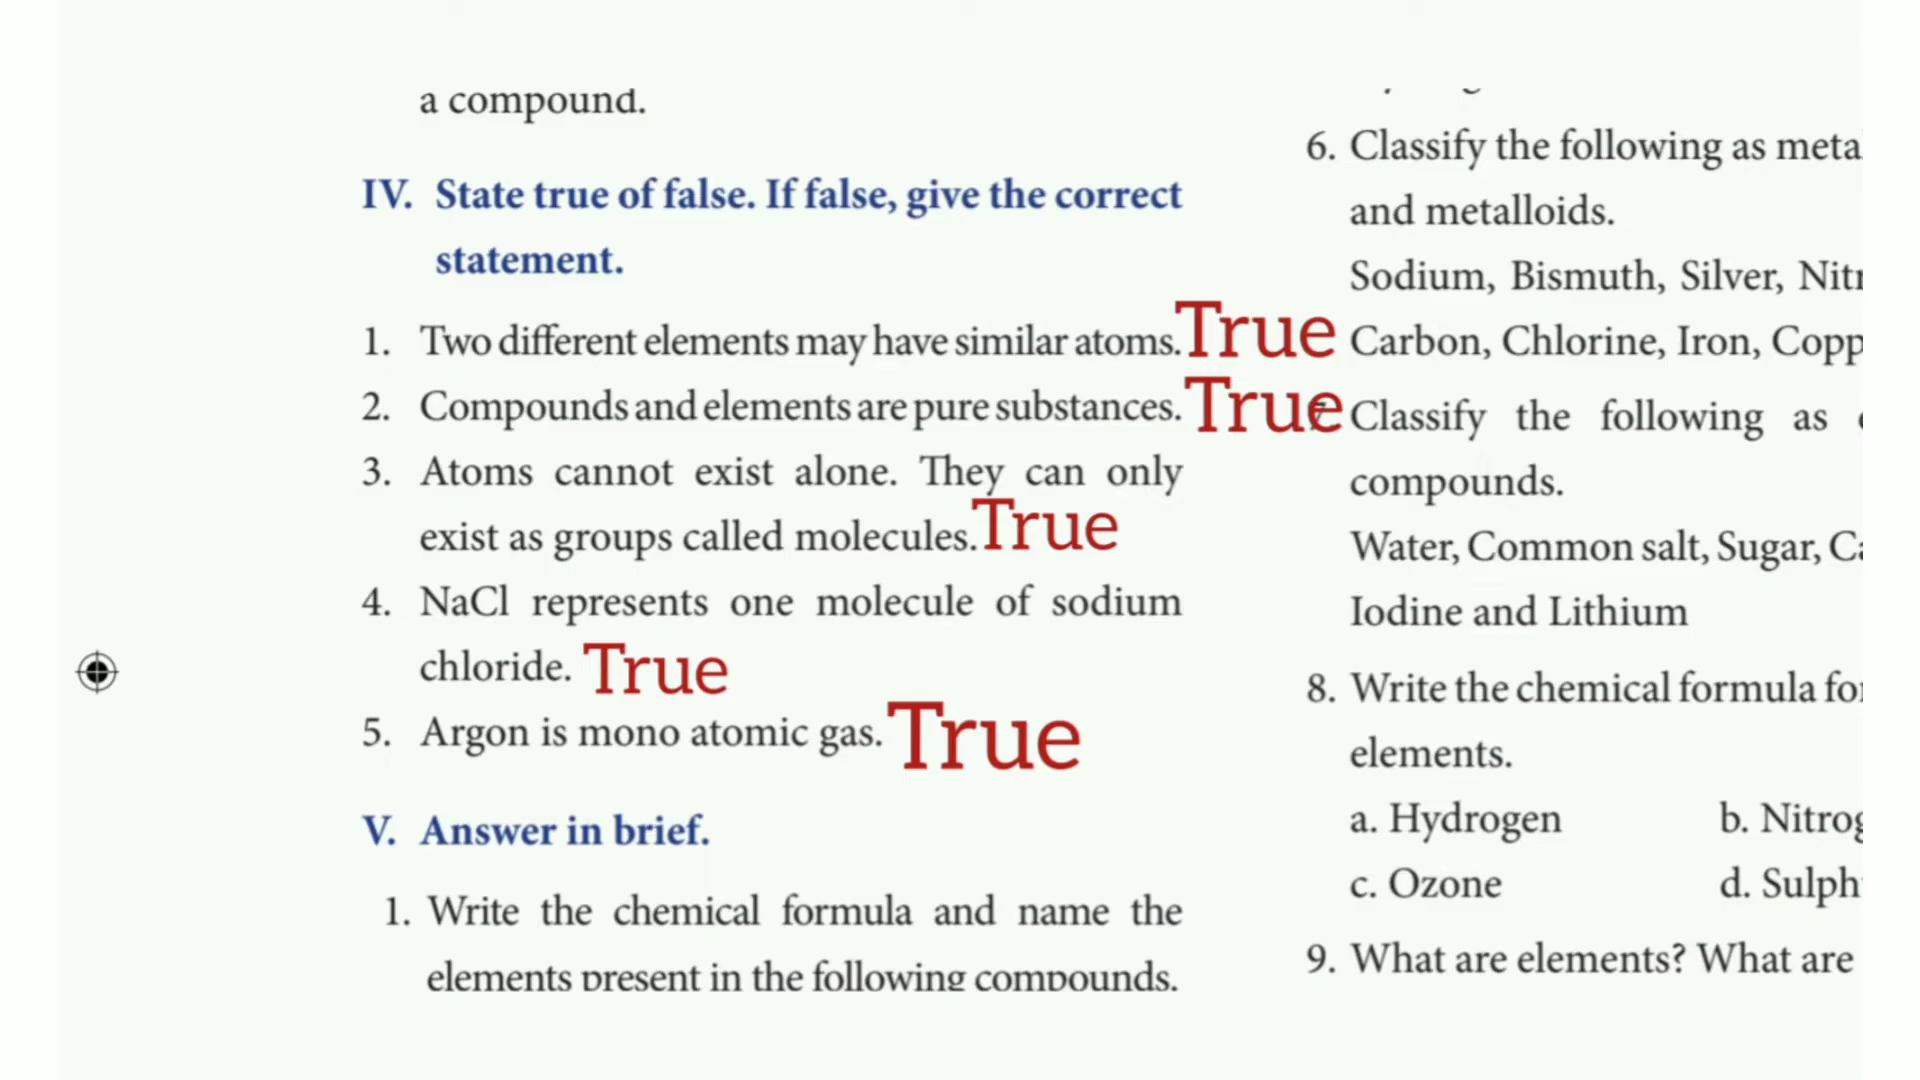 a compound.
IV. State true of false. If false, give the correct
statement.
1. Two different elements may have similar atoms. True
2. Compounds and elements are pure substances. True
3. Atoms cannot exist alone. They can only
exist as groups called molecules. True
4. NaCl represents one molecule of sodium
chloride. True
5. Argon is mono atomic gas. True
V. Answer in brief.
1. Write the chemical formula and name the
elements present in the following compounds.
6. Classify the following as
and metalloids.
Sodium, Bismuth, Silver,
Carbon, Chlorine, Iron,
Classify the following as
compounds.
Water, Common salt, Sugar,
Iodine and Lithium
8. Write the chemical formula
elements.
a. Hydrogen
c. Ozone
9. What are elements? What are